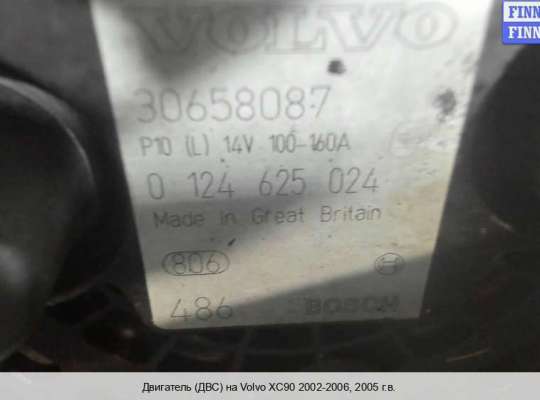 FINN
FINN
VOLVO
30658087
P10 (L) 14V 100-160A
0 124 625 024
Made in Great Britain
806
486 BOSCH
Двигатель (ДВС) на Volvo XC90 2002-2006, 2005 г.в.